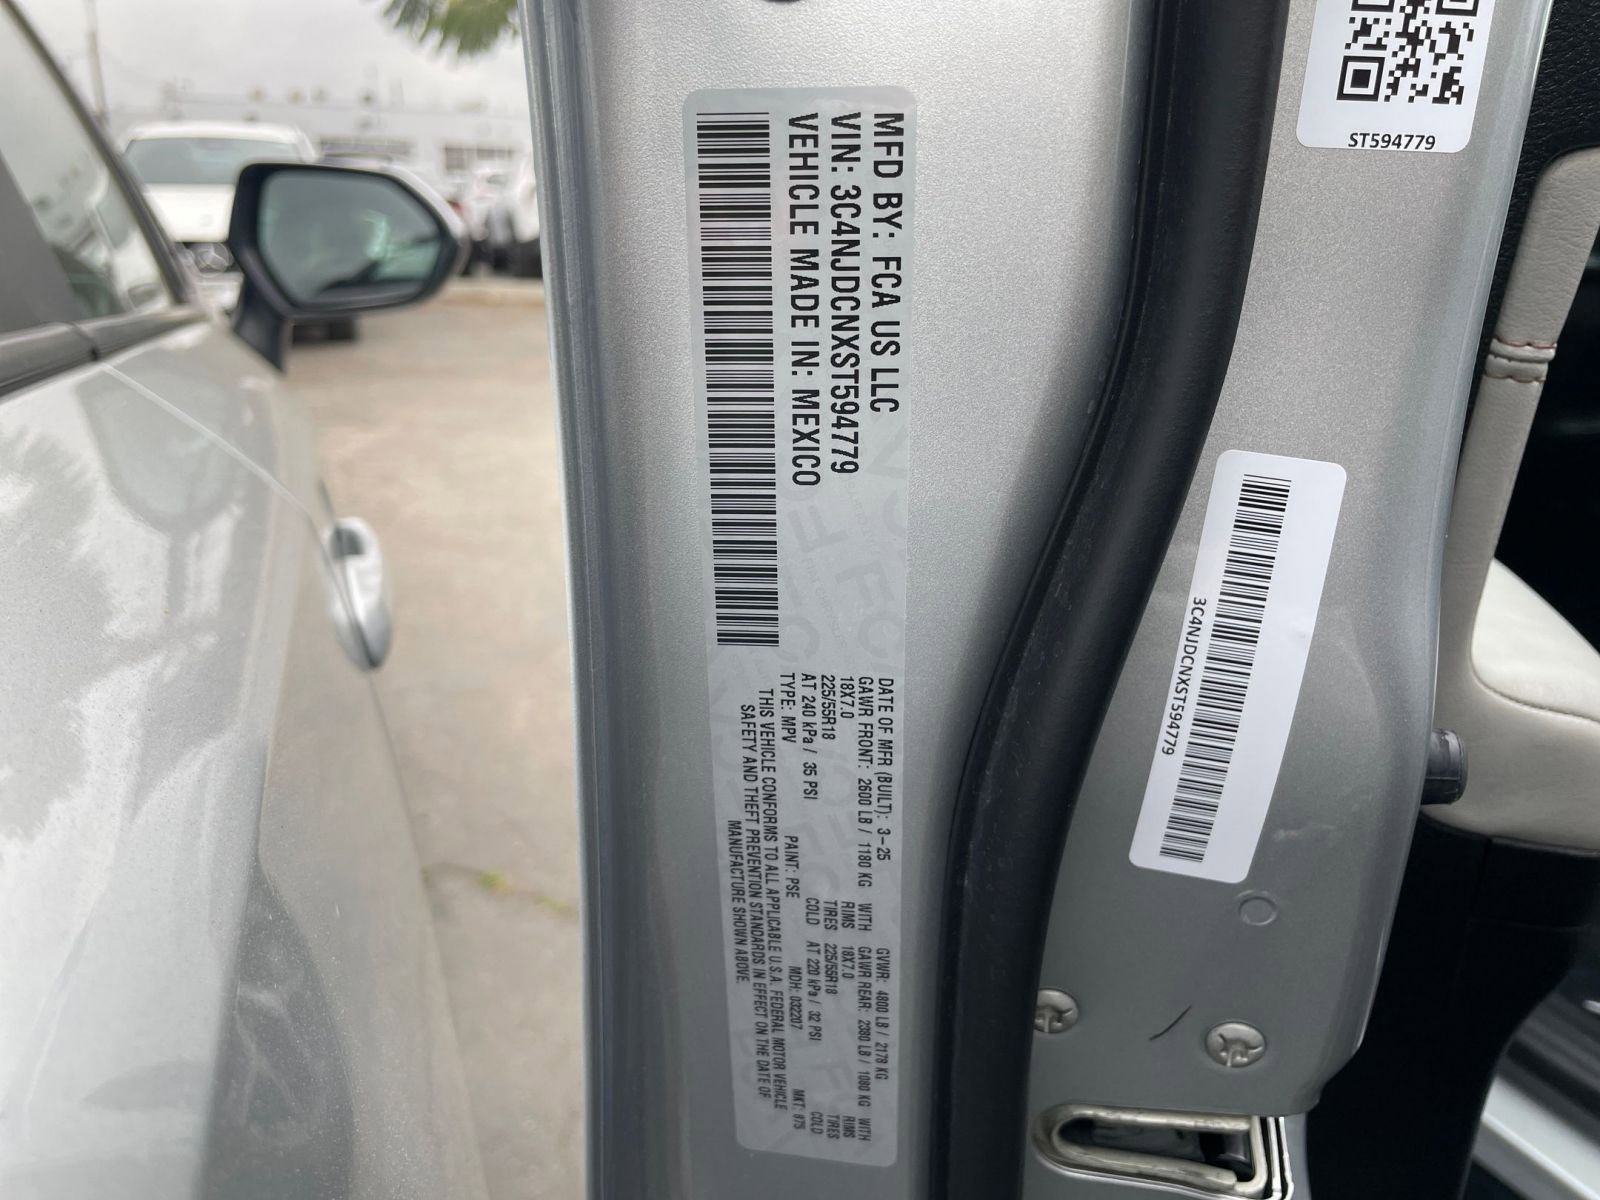 MFD BY: FCA US LLC
VIN: 3C4NJDCNXST594779
VEHICLE MADE IN: MEXICO
DATE OF MFR (BUILT): 3-25 GVWR: 4800 LB / 2178 KG
GAWR FRONT: 2600 LB / 1180 KG WITH GAWR REAR: 2380 LB / 1080 KG WITH
18X7.0 RIMS 18X7.0 RIMS
225/55R18 TIRES 225/55R18 TIRES
AT 240 kPa / 35 PSI COLD AT 220 kPa / 32 PSI COLD
TYPE: MPV PAINT: PSE MDH: 032207 MKT: 875
THIS VEHICLE CONFORMS TO ALL APPLICABLE U.S.A. FEDERAL MOTOR VEHICLE
SAFETY AND THEFT PREVENTION STANDARDS IN EFFECT ON THE DATE OF
MANUFACTURE SHOWN ABOVE.
ST594779
3C4NJDCNXST594779